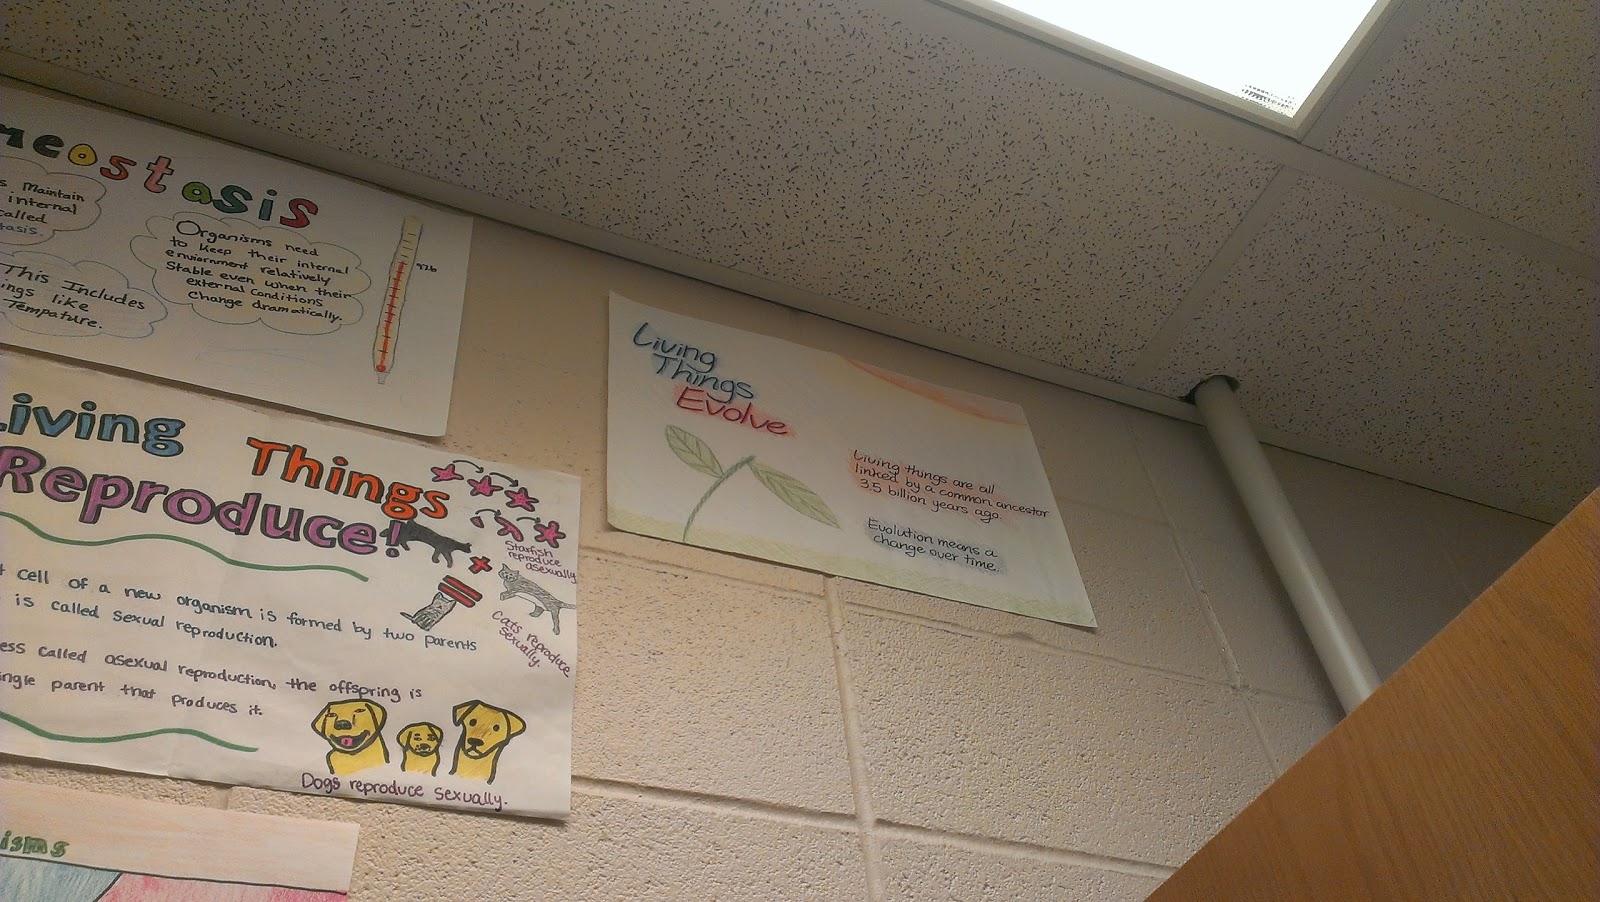 meostasis
s Maintain
internal
called
tasis.
Organisms need
to keep their internal
enviornment relatively
Stable even when their
external conditions
change dramatically.
This Includes
ings like
Tempature.
97.6
Living Things
Reproduce!
Starfish
reproduce
asexually
Cats reproduce
sexually.
t cell of a new organism is formed by two parents
is called sexual reproduction.
ess called asexual reproduction, the offspring is
ingle parent that produces it.
Dogs reproduce sexually.
Living
Things
Evolve
Living things are all
linked by a common ancestor
3.5 billion years ago.
Evolution means a
change over time.
isms